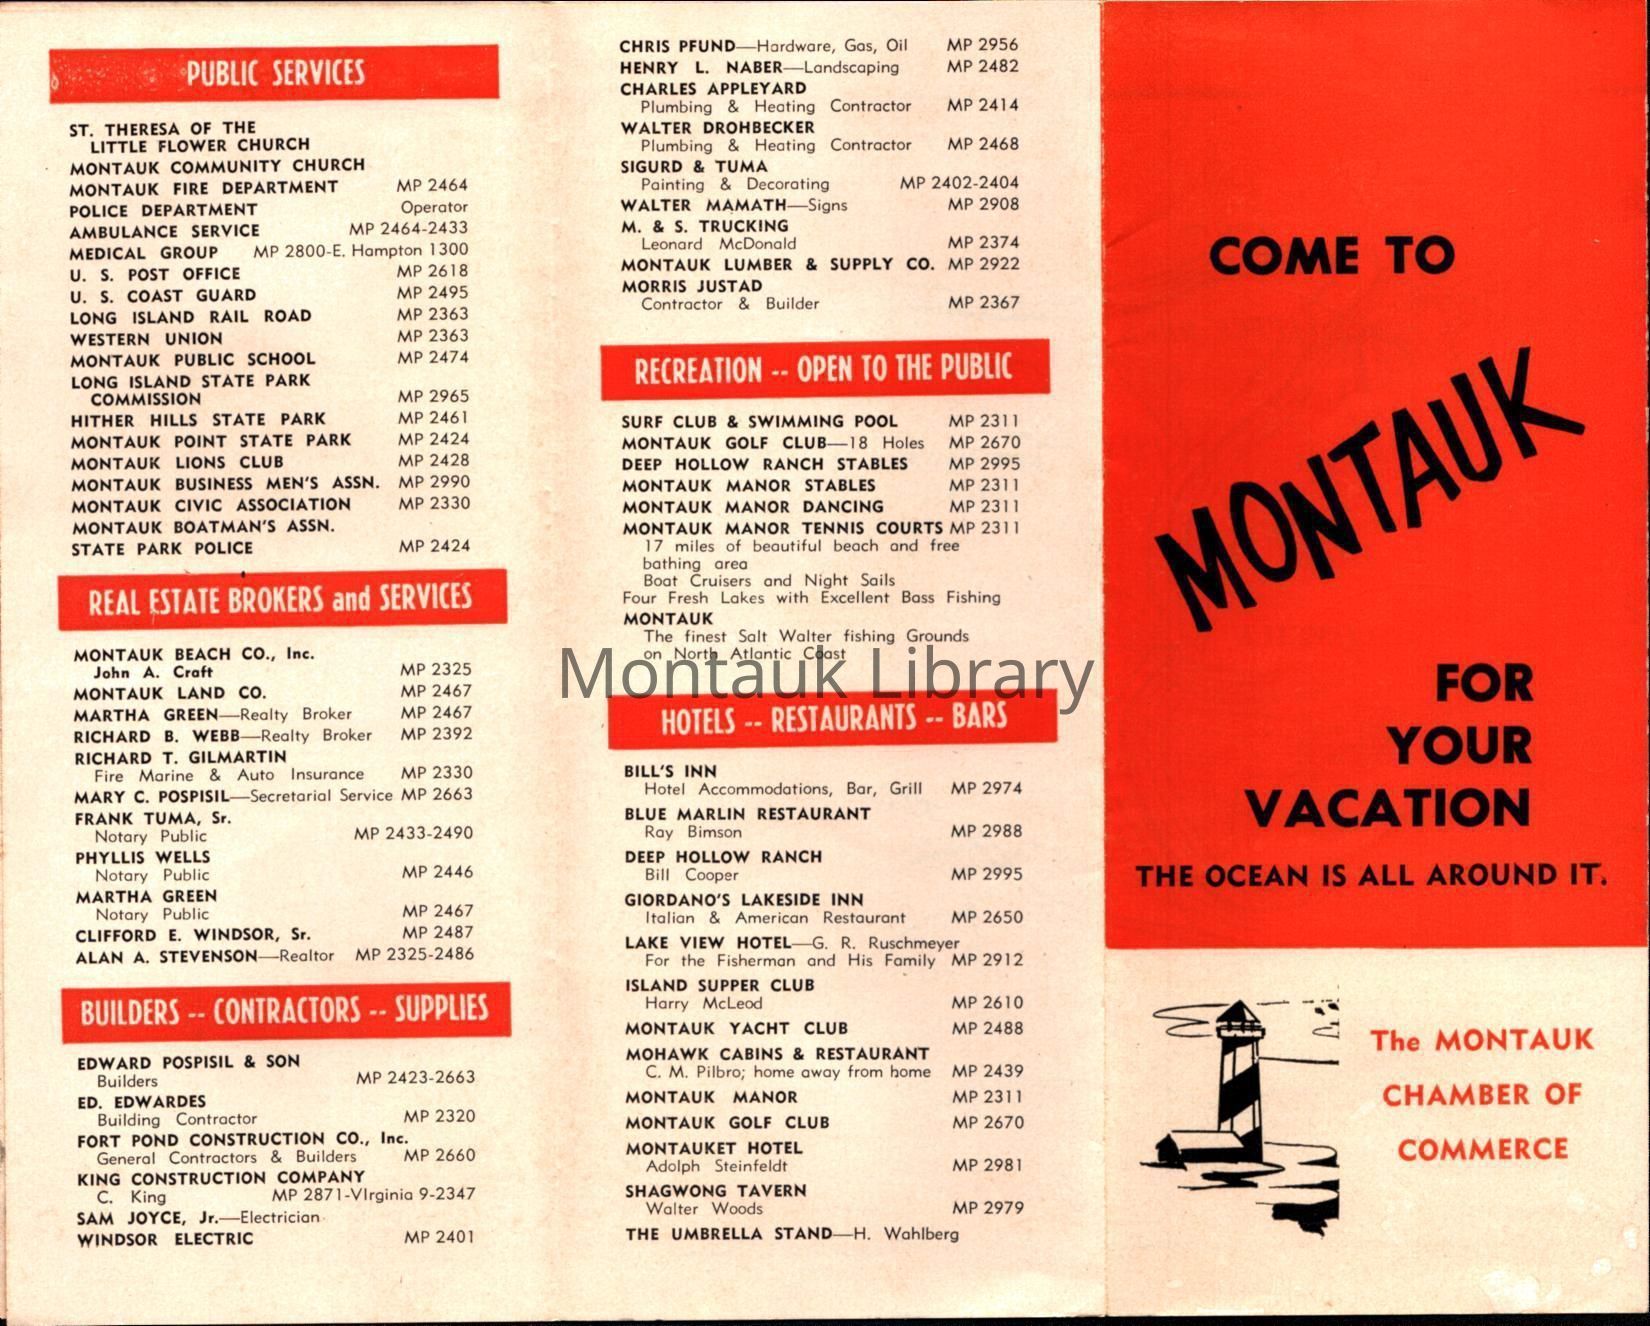 PUBLIC SERVICES
ST. THERESA OF THE
LITTLE FLOWER CHURCH
MONTAUK COMMUNITY CHURCH
MONTAUK FIRE DEPARTMENT MP 2464
POLICE DEPARTMENT Operator
AMBULANCE SERVICE MP 2464-2433
MEDICAL GROUP MP 2800-E. Hampton 1300
U. S. POST OFFICE MP 2618
U. S. COAST GUARD MP 2495
LONG ISLAND RAIL ROAD MP 2363
WESTERN UNION MP 2363
MONTAUK PUBLIC SCHOOL MP 2474
LONG ISLAND STATE PARK
COMMISSION MP 2965
HITHER HILLS STATE PARK MP 2461
MONTAUK POINT STATE PARK MP 2424
MONTAUK LIONS CLUB MP 2428
MONTAUK BUSINESS MEN'S ASSN. MP 2990
MONTAUK CIVIC ASSOCIATION MP 2330
MONTAUK BOATMAN'S ASSN.
STATE PARK POLICE MP 2424
REAL ESTATE BROKERS and SERVICES
MONTAUK BEACH CO., Inc.
John A. Craft MP 2325
MONTAUK LAND CO. MP 2467
MARTHA GREEN—Realty Broker MP 2467
RICHARD B. WEBB—Realty Broker MP 2392
RICHARD T. GILMARTIN
Fire Marine & Auto Insurance MP 2330
MARY C. POSPISIL—Secretarial Service MP 2663
FRANK TUMA, Sr.
Notary Public MP 2433-2490
PHYLLIS WELLS
Notary Public MP 2446
MARTHA GREEN
Notary Public MP 2467
CLIFFORD E. WINDSOR, Sr. MP 2487
ALAN A. STEVENSON—Realtor MP 2325-2486
BUILDERS -- CONTRACTORS -- SUPPLIES
EDWARD POSPISIL & SON
Builders MP 2423-2663
ED. EDWARDES
Building Contractor MP 2320
FORT POND CONSTRUCTION CO., Inc.
General Contractors & Builders MP 2660
KING CONSTRUCTION COMPANY
C. King MP 2871-VIrginia 9-2347
SAM JOYCE, Jr.—Electrician
WINDSOR ELECTRIC MP 2401
CHRIS PFUND—Hardware, Gas, Oil MP 2956
HENRY L. NABER—Landscaping MP 2482
CHARLES APPLEYARD
Plumbing & Heating Contractor MP 2414
WALTER DROHBECKER
Plumbing & Heating Contractor MP 2468
SIGURD & TUMA
Painting & Decorating MP 2402-2404
WALTER MAMATH—Signs MP 2908
M. & S. TRUCKING
Leonard McDonald MP 2374
MONTAUK LUMBER & SUPPLY CO. MP 2922
MORRIS JUSTAD
Contractor & Builder MP 2367
RECREATION -- OPEN TO THE PUBLIC
SURF CLUB & SWIMMING POOL MP 2311
MONTAUK GOLF CLUB—18 Holes MP 2670
DEEP HOLLOW RANCH STABLES MP 2995
MONTAUK MANOR STABLES MP 2311
MONTAUK MANOR DANCING MP 2311
MONTAUK MANOR TENNIS COURTS MP 2311
17 miles of beautiful beach and free
bathing area
Boat Cruisers and Night Sails
Four Fresh Lakes with Excellent Bass Fishing
MONTAUK
The finest Salt Walter fishing Grounds
on North Atlantic Coast
Montauk Library
HOTELS -- RESTAURANTS -- BARS
BILL'S INN
Hotel Accommodations, Bar, Grill MP 2974
BLUE MARLIN RESTAURANT
Ray Bimson MP 2988
DEEP HOLLOW RANCH
Bill Cooper MP 2995
GIORDANO'S LAKESIDE INN
Italian & American Restaurant MP 2650
LAKE VIEW HOTEL—G. R. Ruschmeyer
For the Fisherman and His Family MP 2912
ISLAND SUPPER CLUB
Harry McLeod MP 2610
MONTAUK YACHT CLUB MP 2488
MOHAWK CABINS & RESTAURANT
C. M. Pilbro; home away from home MP 2439
MONTAUK MANOR MP 2311
MONTAUK GOLF CLUB MP 2670
MONTAUKET HOTEL
Adolph Steinfeldt MP 2981
SHAGWONG TAVERN
Walter Woods MP 2979
THE UMBRELLA STAND—H. Wahlberg
COME TO
MONTAUK
FOR
YOUR
VACATION
THE OCEAN IS ALL AROUND IT.
The MONTAUK
CHAMBER OF
COMMERCE